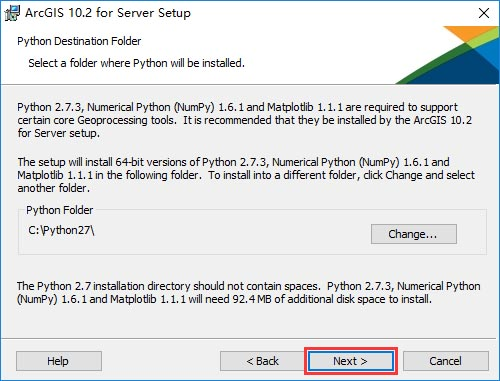 ArcGIS 10.2 for Server Setup
Python Destination Folder
Select a folder where Python will be installed.
Python 2.7.3, Numerical Python (NumPy) 1.6.1 and Matplotlib 1.1.1 are required to support
certain core Geoprocessing tools. It is recommended that they be installed by the ArcGIS 10.2
for Server setup.
The setup will install 64-bit versions of Python 2.7.3, Numerical Python (NumPy) 1.6.1 and
Matplotlib 1.1.1 in the following folder. To install into a different folder, click Change and select
another folder.
Python Folder
C:\Python27\
Change...
The Python 2.7 installation directory should not contain spaces. Python 2.7.3, Numerical Python
(NumPy) 1.6.1 and Matplotlib 1.1.1 will need 92.4 MB of additional disk space to install.
Help
< Back
Next >
Cancel